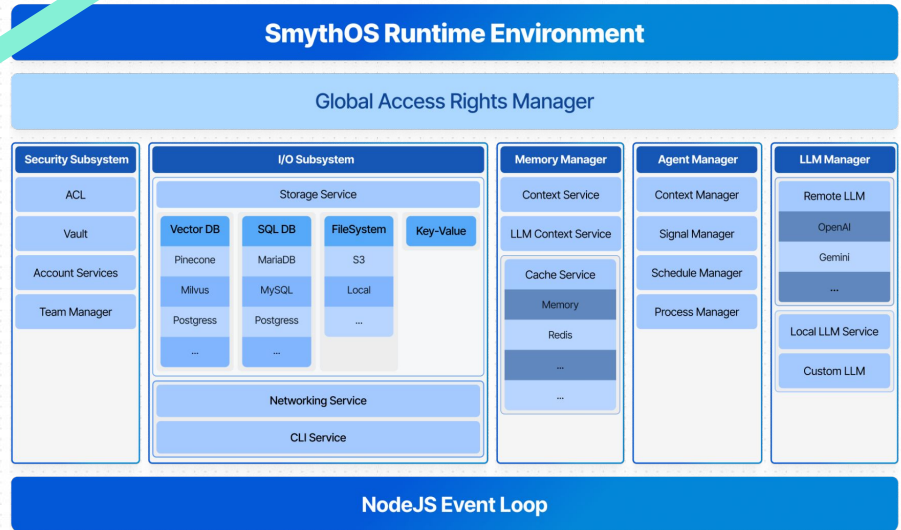 SmythOS Runtime Environment
Global Access Rights Manager
Security Subsystem
ACL
Vault
Account Services
Team Manager
I/O Subsystem
Storage Service
Vector DB
Pinecone
Milvus
Postgress
...
SQL DB
MariaDB
MySQL
Postgress
...
FileSystem
S3
Local
...
Key-Value
Networking Service
CLI Service
Memory Manager
Context Service
LLM Context Service
Cache Service
Memory
Redis
...
...
Agent Manager
Context Manager
Signal Manager
Schedule Manager
Process Manager
LLM Manager
Remote LLM
OpenAI
Gemini
...
Local LLM Service
Custom LLM
NodeJS Event Loop